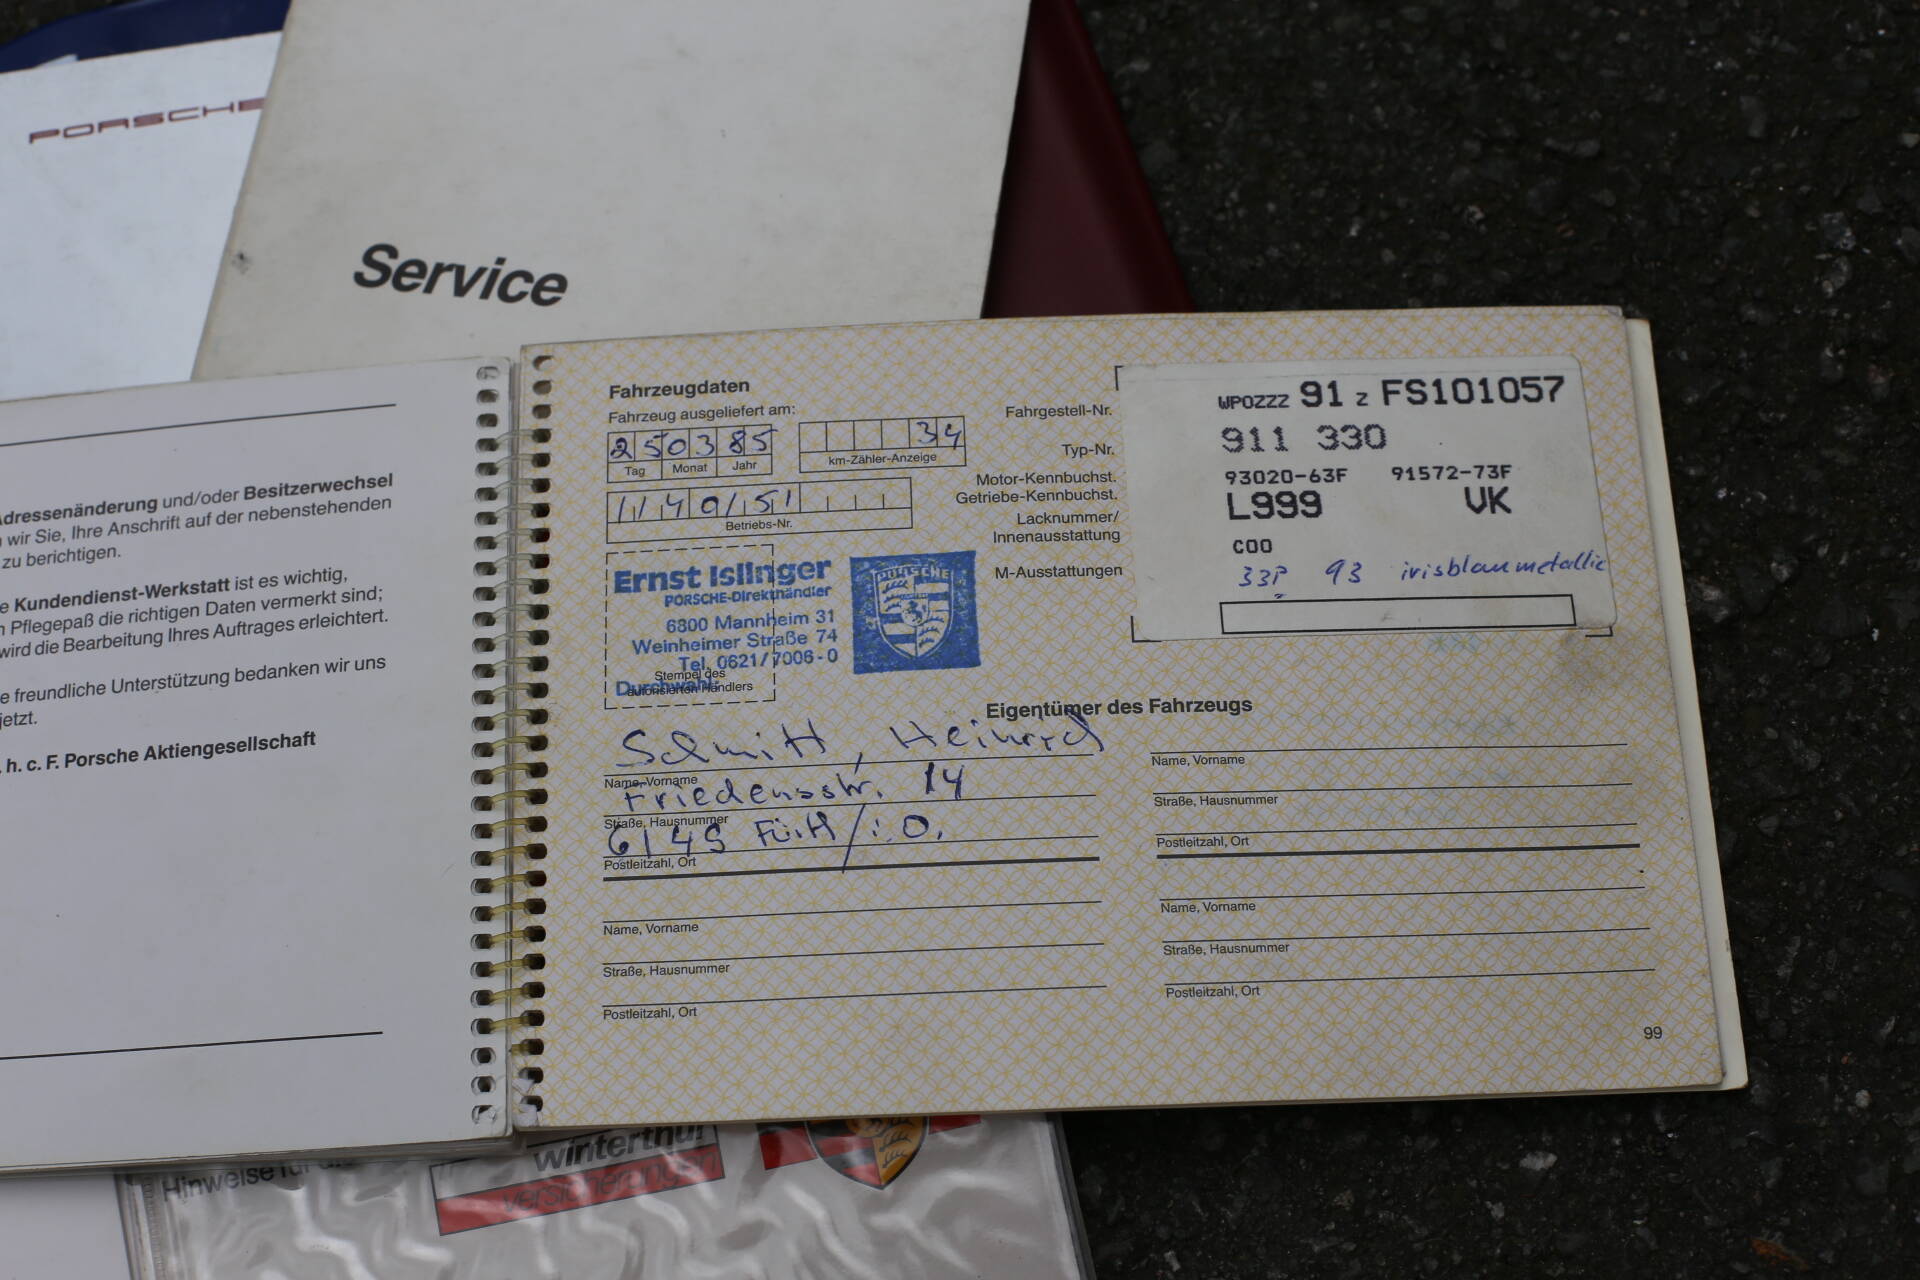 PORSCHE
Service
Adressenänderung und/oder Besitzerwechsel
wir Sie, Ihre Anschrift auf der nebenstehenden
zu berichtigen.
Kundendienst-Werkstatt ist es wichtig,
Pflegepaß die richtigen Daten vermerkt sind;
wird die Bearbeitung Ihres Auftrages erleichtert.
freundliche Unterstützung bedanken wir uns
jetzt.
h. c. F. Porsche Aktiengesellschaft
Fahrzeugdaten
Fahrzeug ausgeliefert am:
250385 34
Tag Monat Jahr km-Zähler-Anzeige
1140151
Betriebs-Nr.
Ernst Islinger
PORSCHE-Direkthändler
6800 Mannheim 31
Weinheimer Straße 74
Tel. 0621/7006-0
Durchwahl:
Stempel des
autorisierten Händlers
PORSCHE
Fahrgestell-Nr.
Typ-Nr.
Motor-Kennbuchst.
Getriebe-Kennbuchst.
Lacknummer/
Innenausstattung
M-Ausstattungen
WPOZZZ 91 Z FS101057
911 330
93020-63F 91572-73F
L999 VK
C00
33P 93 irisblaumetallic
Eigentümer des Fahrzeugs
Schmitt, Heinrich
Name, Vorname
Friedensstr. 14
Straße, Hausnummer
6149 Fürth/i.O.
Postleitzahl, Ort
Name, Vorname
Straße, Hausnummer
Postleitzahl, Ort
Name, Vorname
Straße, Hausnummer
Postleitzahl, Ort
Name, Vorname
Straße, Hausnummer
Postleitzahl, Ort
99
Hinweise für
winterthur
versicherungen